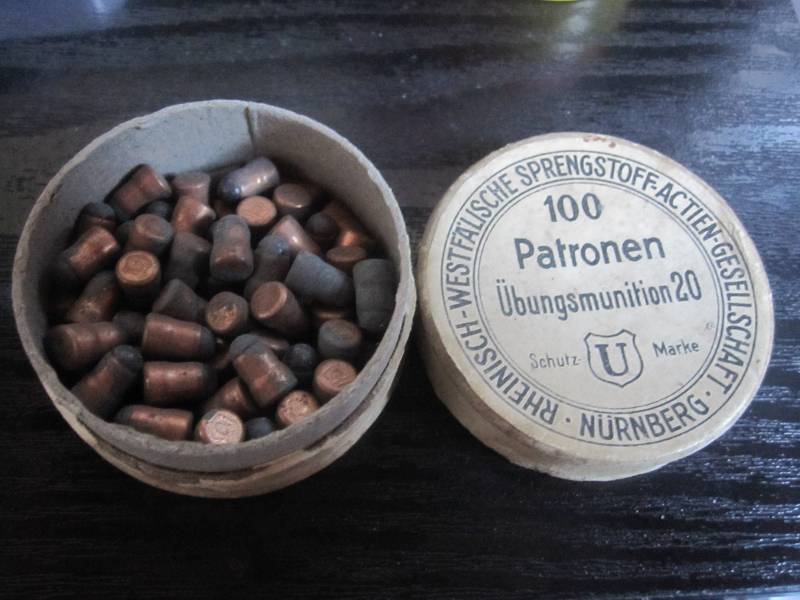 RHEINISCH-WESTFÄLISCHE SPRENGSTOFF-ACTIEN-GESELLSCHAFT · NÜRNBERG ·
100
Patronen
Übungsmunition 20
Schutz- U Marke